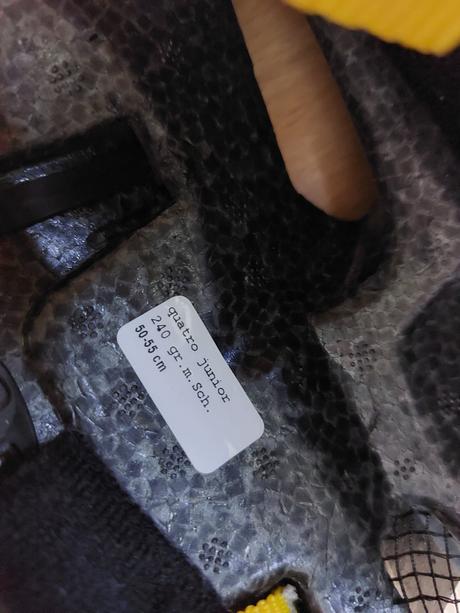 quatro junior
240 gr.m.Sch.
50-55 cm